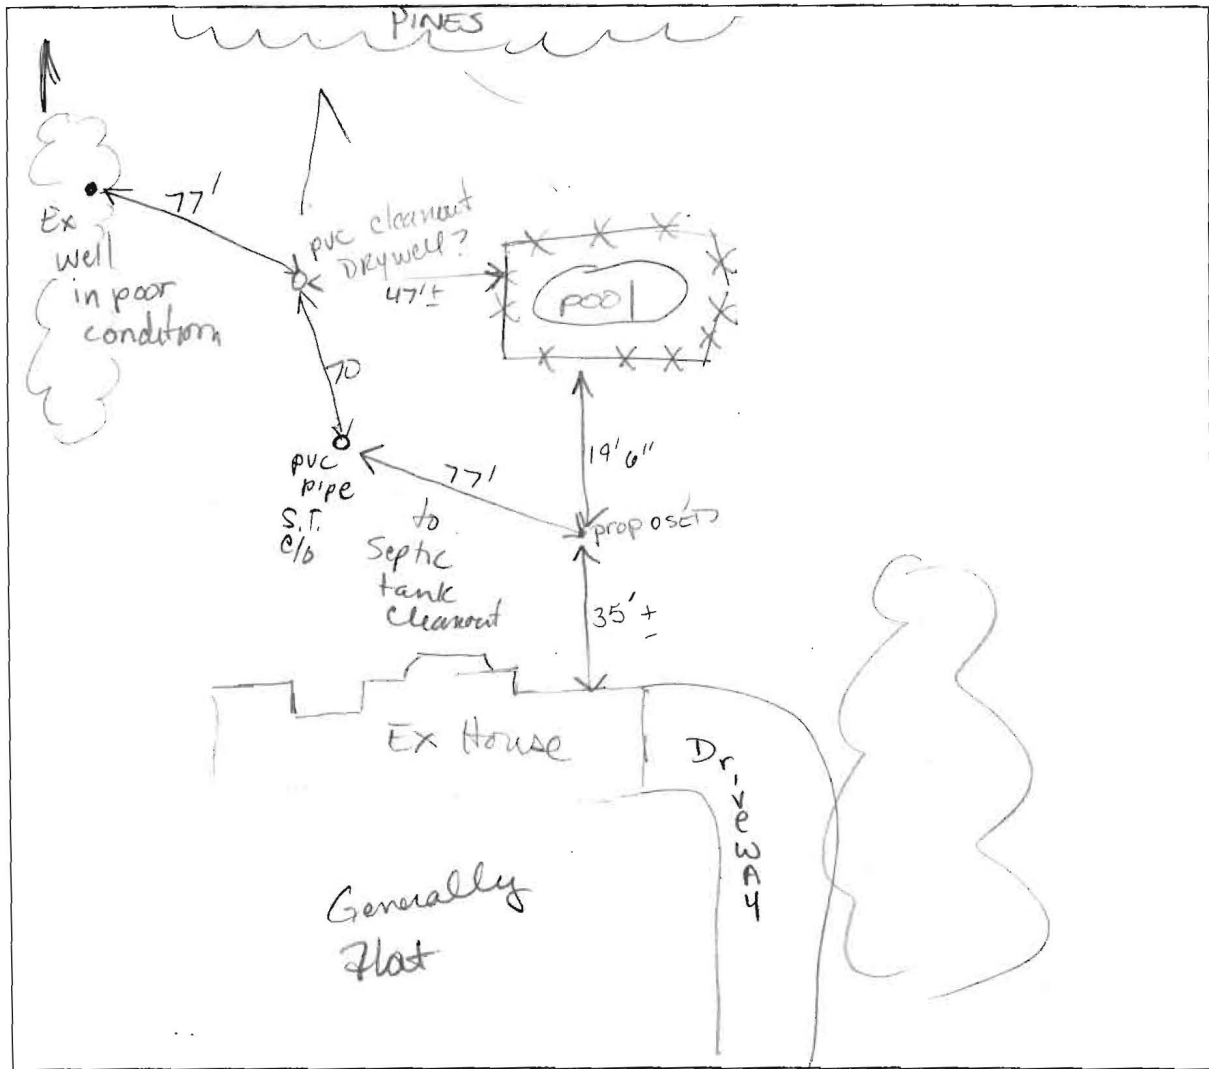 PINES
77'
Ex
well
in poor
condition
pvc cleanout
DRYwell?
47'±
pool
70
pvc
pipe
S.T.
c/o
77'
to
Septic
tank
Cleanout
19' 6"
proposed
35' ±
Ex House
Driveway
Generally
Flat